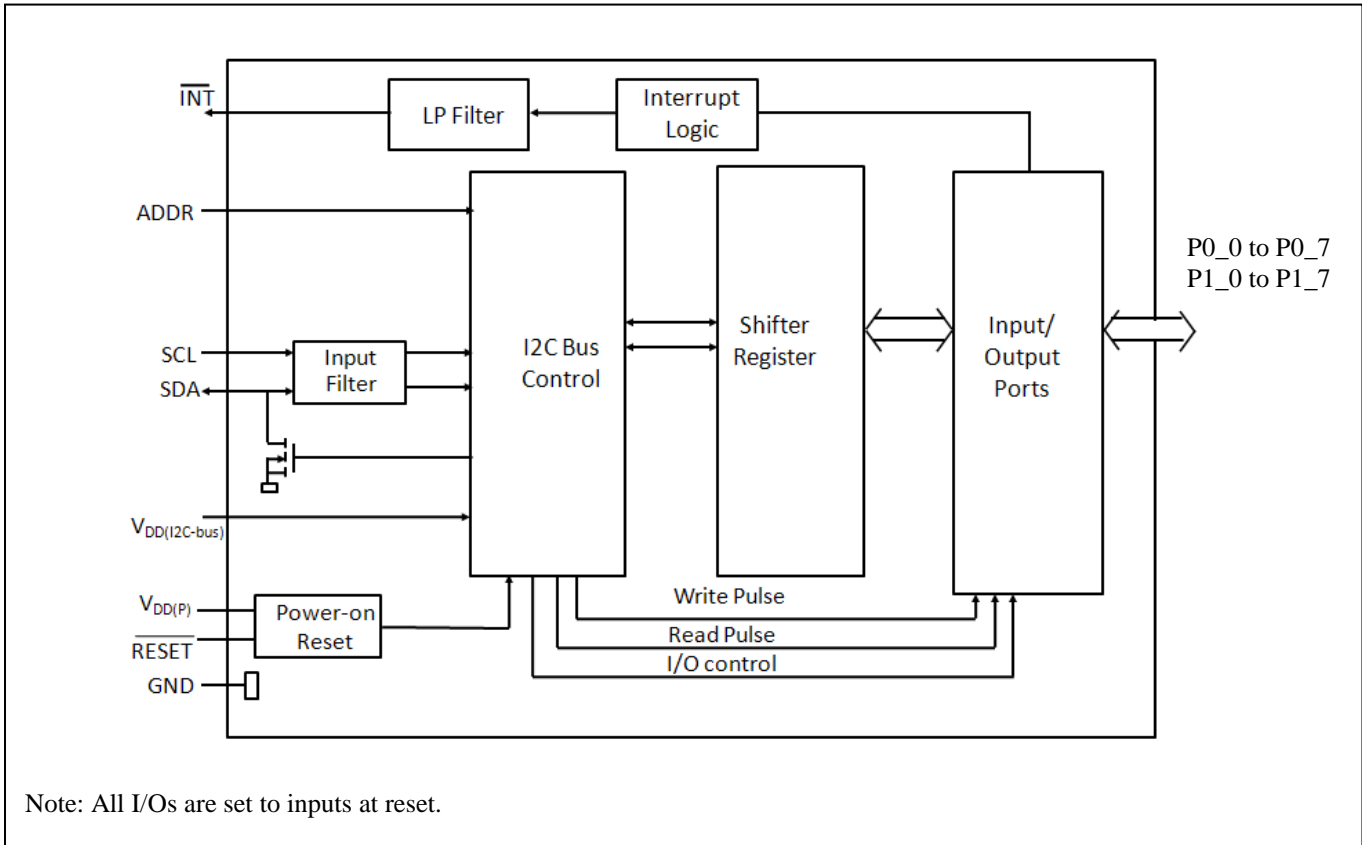 INT
LP Filter
Interrupt
Logic
ADDR
P0_0 to P0_7
P1_0 to P1_7
SCL
SDA
Input
Filter
I2C Bus
Control
Shifter
Register
Input/
Output
Ports
VDD(I2C-bus)
VDD(P)
RESET
GND
Power-on
Reset
Write Pulse
Read Pulse
I/O control
Note: All I/Os are set to inputs at reset.